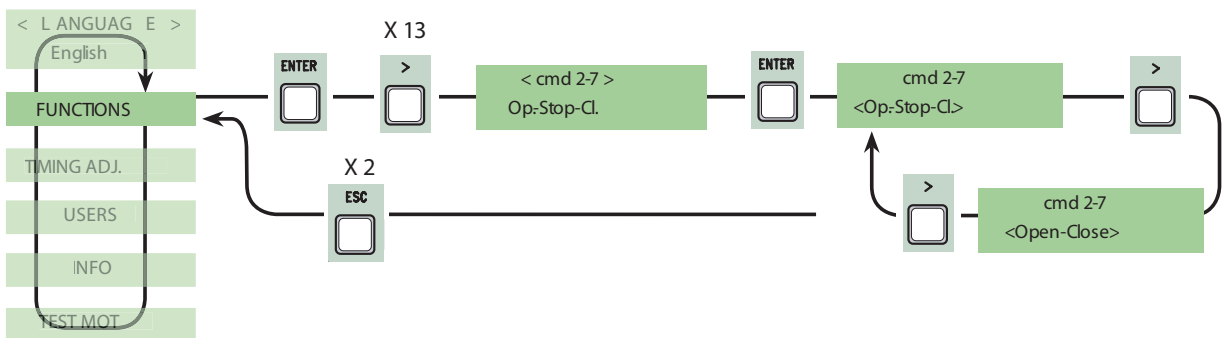 < L ANGUAG E >
English
FUNCTIONS
TIMING ADJ.
USERS
INFO
TEST MOT
ENTER
X 13
>
< cmd 2-7 >
Op.-Stop-Cl.
ENTER
cmd 2-7
<Op.-Stop-Cl.>
>
cmd 2-7
<Open-Close>
>
X 2
ESC